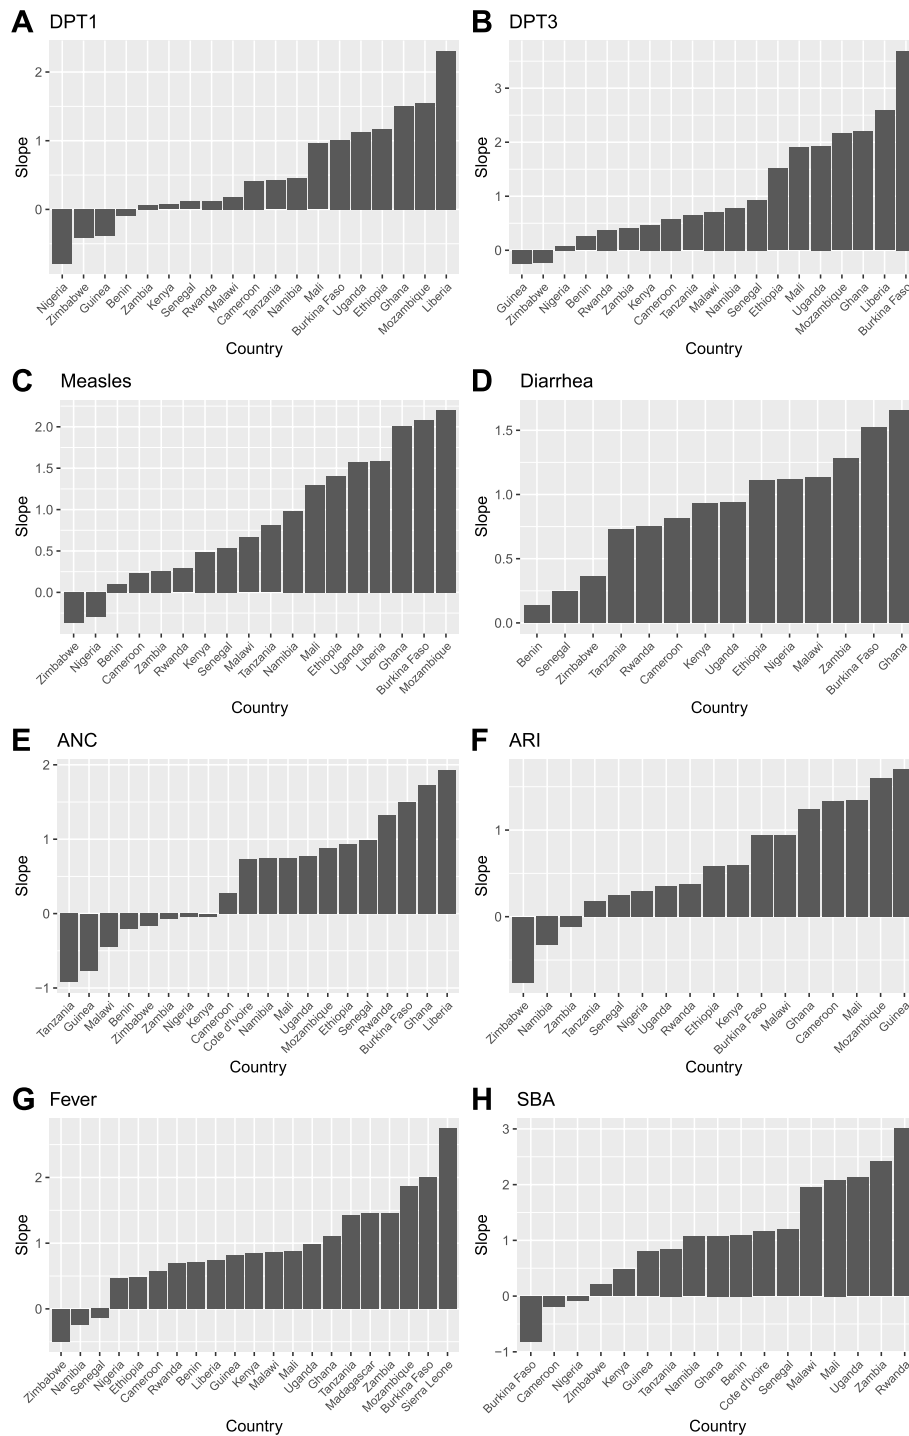 A DPT1
Slope
2
1
0
Nigeria
Zimbabwe
Guinea
Benin
Zambia
Kenya
Senegal
Rwanda
Malawi
Cameroon
Tanzania
Namibia
Mali
Burkina Faso
Uganda
Ethiopia
Ghana
Mozambique
Liberia
Country
B DPT3
Slope
3
2
1
0
Guinea
Zimbabwe
Nigeria
Benin
Rwanda
Zambia
Kenya
Cameroon
Tanzania
Malawi
Namibia
Senegal
Ethiopia
Mali
Uganda
Mozambique
Ghana
Liberia
Burkina Faso
Country
C Measles
Slope
2.0
1.5
1.0
0.5
0.0
Zimbabwe
Nigeria
Benin
Cameroon
Zambia
Rwanda
Kenya
Senegal
Malawi
Tanzania
Namibia
Mali
Ethiopia
Uganda
Liberia
Ghana
Burkina Faso
Mozambique
Country
D Diarrhea
Slope
1.5
1.0
0.5
0.0
Benin
Senegal
Zimbabwe
Tanzania
Rwanda
Cameroon
Kenya
Uganda
Ethiopia
Nigeria
Malawi
Zambia
Burkina Faso
Ghana
Country
E ANC
Slope
2
1
0
−1
Tanzania
Guinea
Malawi
Benin
Zimbabwe
Zambia
Nigeria
Kenya
Cameroon
Cote d'Ivoire
Namibia
Mali
Uganda
Mozambique
Ethiopia
Senegal
Rwanda
Burkina Faso
Ghana
Liberia
Country
F ARI
Slope
1
0
Zimbabwe
Namibia
Zambia
Tanzania
Senegal
Nigeria
Uganda
Rwanda
Ethiopia
Kenya
Burkina Faso
Malawi
Ghana
Cameroon
Mali
Mozambique
Guinea
Country
G Fever
Slope
2
1
0
Zimbabwe
Namibia
Senegal
Nigeria
Ethiopia
Cameroon
Rwanda
Benin
Liberia
Guinea
Kenya
Malawi
Mali
Uganda
Ghana
Tanzania
Madagascar
Zambia
Mozambique
Burkina Faso
Sierra Leone
Country
H SBA
Slope
3
2
1
0
−1
Burkina Faso
Cameroon
Nigeria
Zimbabwe
Kenya
Guinea
Tanzania
Namibia
Ghana
Benin
Cote d'Ivoire
Senegal
Malawi
Mali
Uganda
Zambia
Rwanda
Country